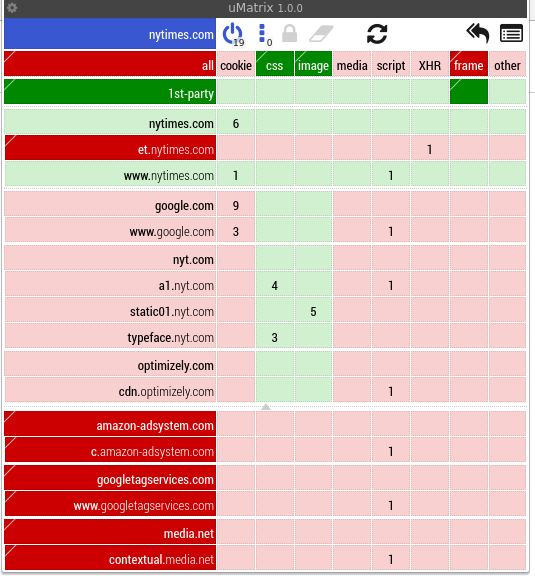 uMatrix 1.0.0
nytimes.com 19 0
all cookie css image media script XHR frame other
1st-party
nytimes.com 6
et.nytimes.com 1
www.nytimes.com 1 1
google.com 9
www.google.com 3 1
nyt.com
a1.nyt.com 4 1
static01.nyt.com 5
typeface.nyt.com 3
optimizely.com
cdn.optimizely.com 1
amazon-adsystem.com
c.amazon-adsystem.com 1
googletagservices.com
www.googletagservices.com 1
media.net
contextual.media.net 1